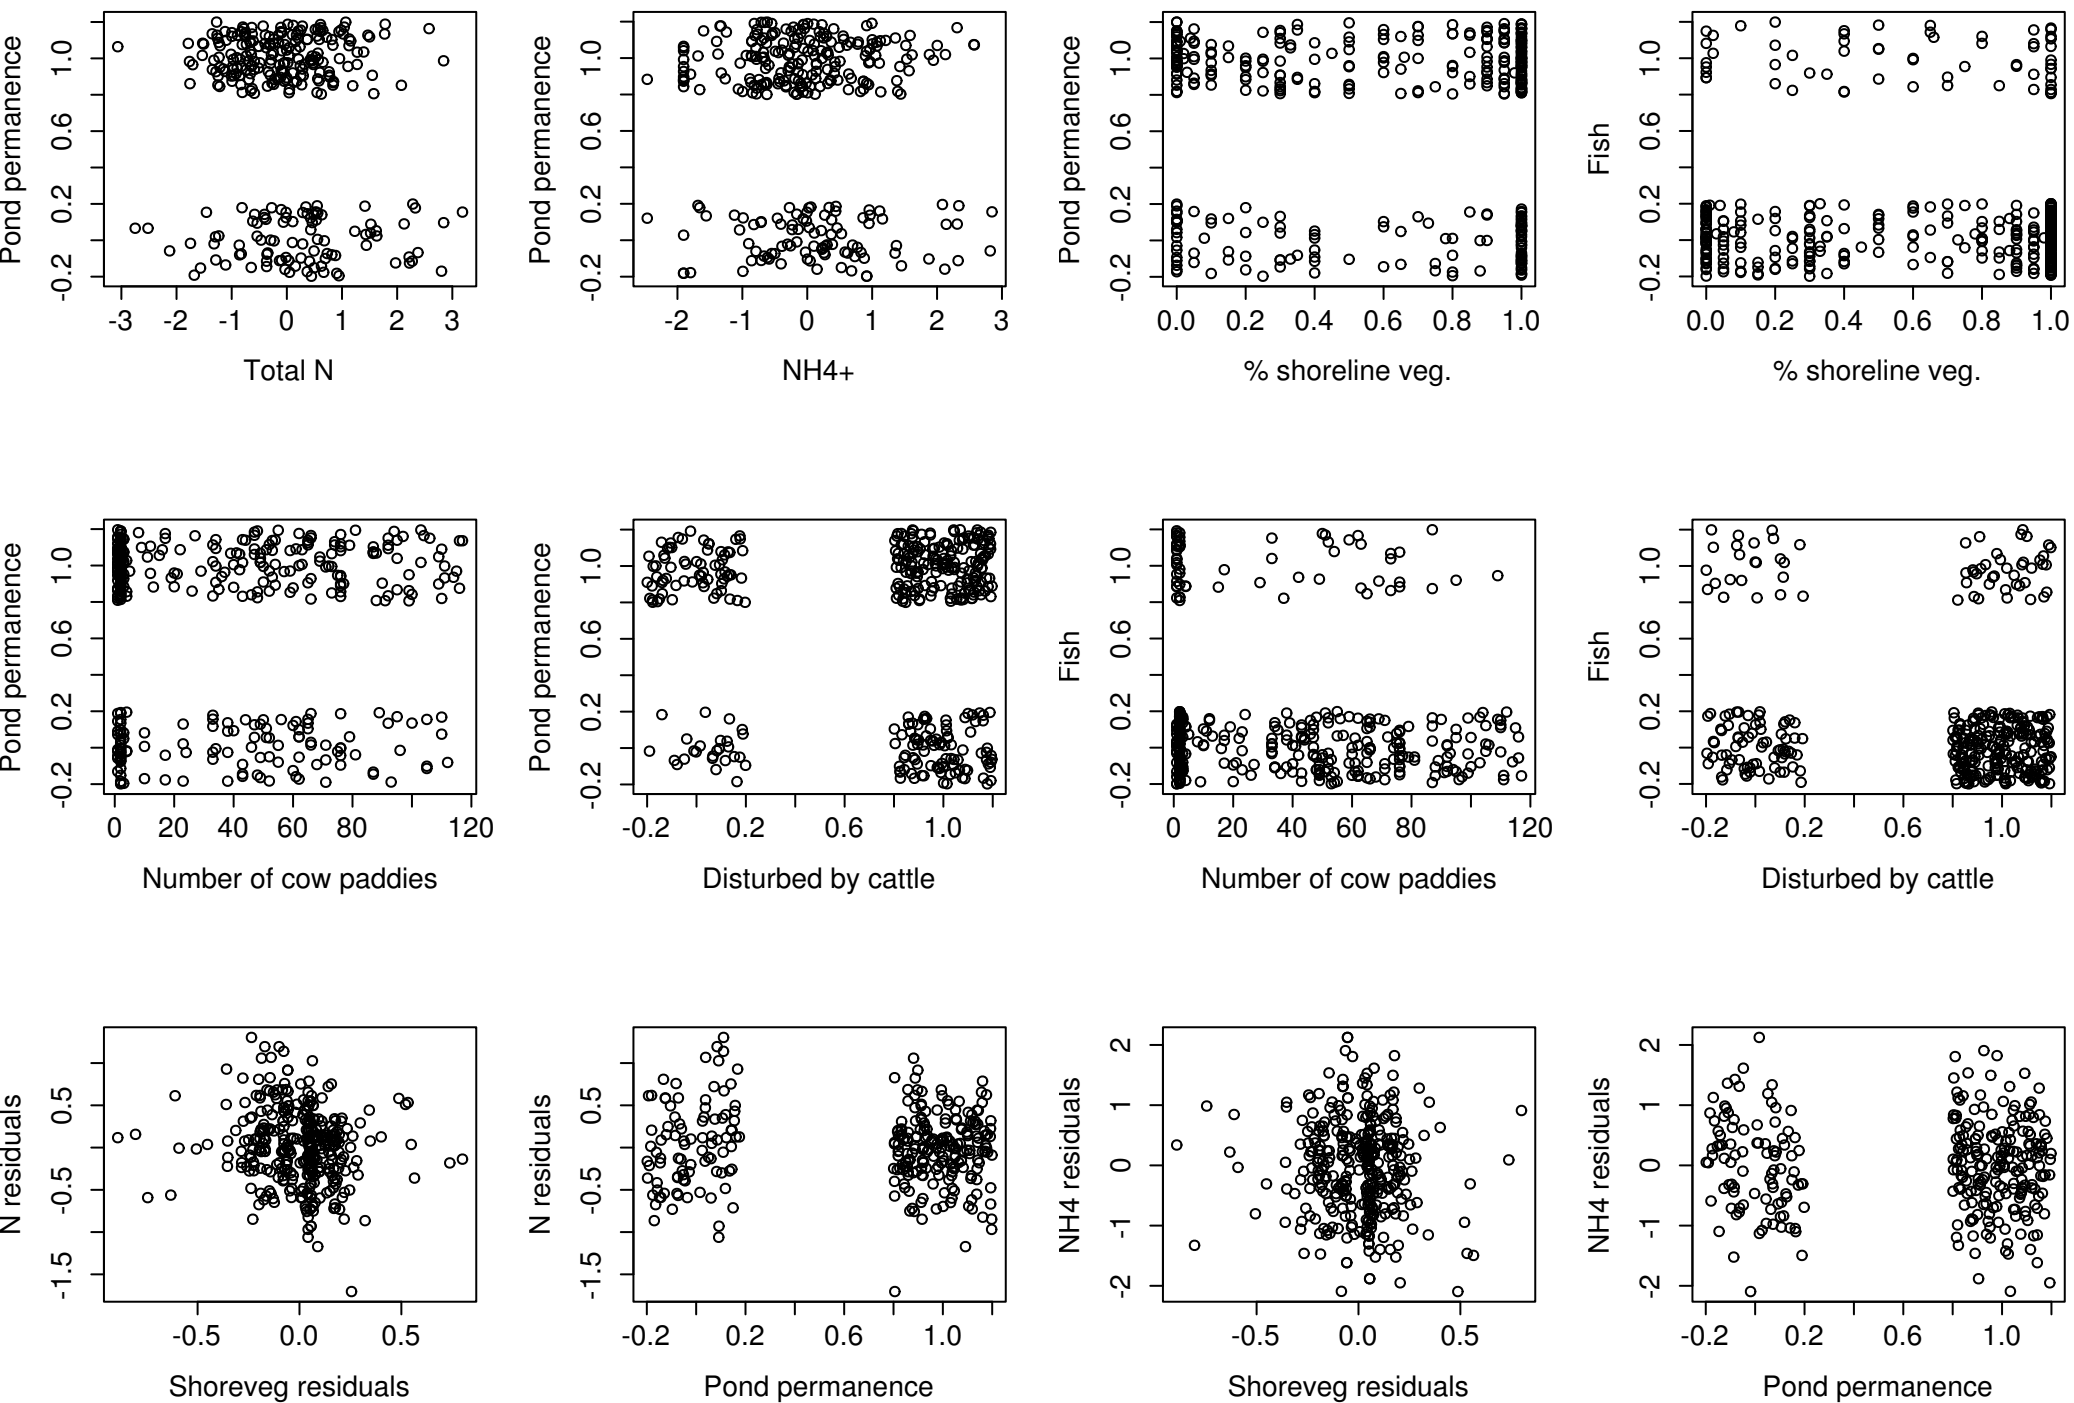 Pond permanence
-0.2 0.2 0.6 1.0
-3 -2 -1 0 1 2 3
Total N
Pond permanence
-0.2 0.2 0.6 1.0
-2 -1 0 1 2 3
NH4+
Pond permanence
-0.2 0.2 0.6 1.0
0.0 0.2 0.4 0.6 0.8 1.0
% shoreline veg.
Fish
-0.2 0.2 0.6 1.0
0.0 0.2 0.4 0.6 0.8 1.0
% shoreline veg.
Pond permanence
-0.2 0.2 0.6 1.0
0 20 40 60 80 120
Number of cow paddies
Pond permanence
-0.2 0.2 0.6 1.0
-0.2 0.2 0.6 1.0
Disturbed by cattle
Fish
-0.2 0.2 0.6 1.0
0 20 40 60 80 120
Number of cow paddies
Fish
-0.2 0.2 0.6 1.0
-0.2 0.2 0.6 1.0
Disturbed by cattle
N residuals
-1.5 -0.5 0.5
-0.5 0.0 0.5
Shoreveg residuals
N residuals
-1.5 -0.5 0.5
-0.2 0.2 0.6 1.0
Pond permanence
NH4 residuals
-2 -1 0 1 2
-0.5 0.0 0.5
Shoreveg residuals
NH4 residuals
-2 -1 0 1 2
-0.2 0.2 0.6 1.0
Pond permanence